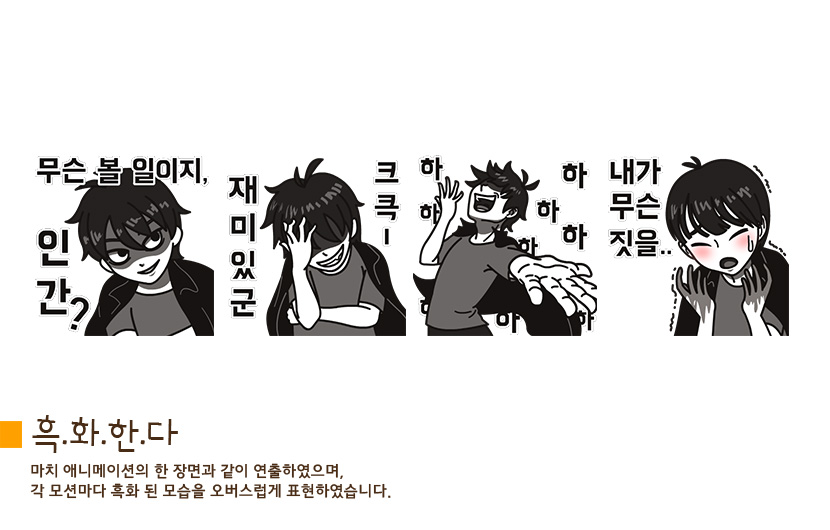 무슨 볼 일이지,
인
간?
재
미
있
군
크
큭
ㅡ
하
하
하
하
하
하
하
하
하
내가
무슨
짓을..
흑.화.한.다
마치 애니메이션의 한 장면과 같이 연출하였으며,
각 모션마다 흑화 된 모습을 오버스럽게 표현하였습니다.